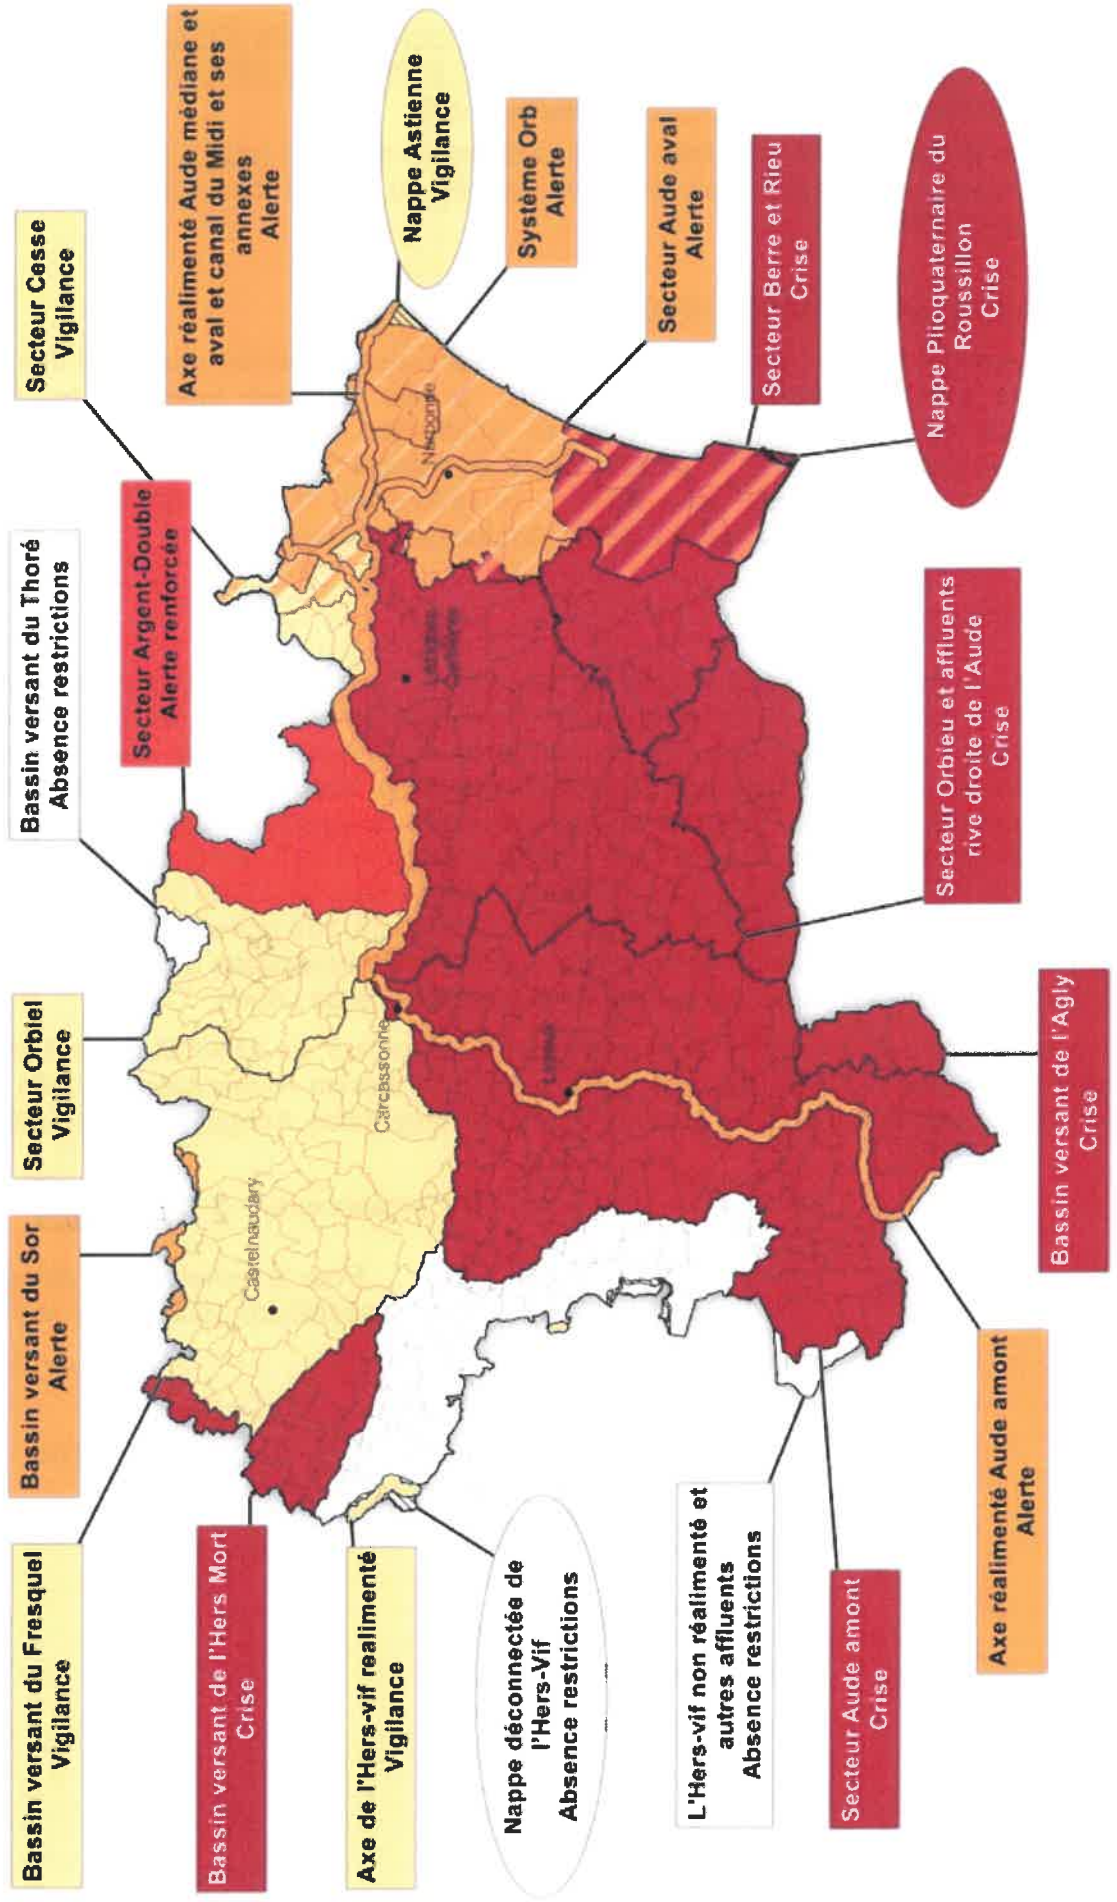 Bassin versant du Fresquel
Vigilance
Bassin versant du Sor
Alerte
Secteur Orbiel
Vigilance
Bassin versant du Thoré
Absence restrictions
Secteur Cesse
Vigilance
Secteur Argent-Double
Alerte renforcée
Axe réalimenté Aude médiane et
aval et canal du Midi et ses
annexes
Alerte
Nappe Astienne
Vigilance
Système Orb
Alerte
Secteur Aude aval
Alerte
Secteur Berre et Rieu
Crise
Nappe Plioquaternaire du
Roussillon
Crise
Bassin versant de l'Hers Mort
Crise
Axe de l'Hers-vif realimenté
Vigilance
Nappe déconnectée de
l'Hers-Vif
Absence restrictions
L'Hers-vif non réalimenté et
autres affluents
Absence restrictions
Secteur Aude amont
Crise
Axe réalimenté Aude amont
Alerte
Bassin versant de l'Agly
Crise
Secteur Orbieu et affluents
rive droite de l'Aude
Crise
Castelnaudary
Carcassonne
Narbonne
Limoux